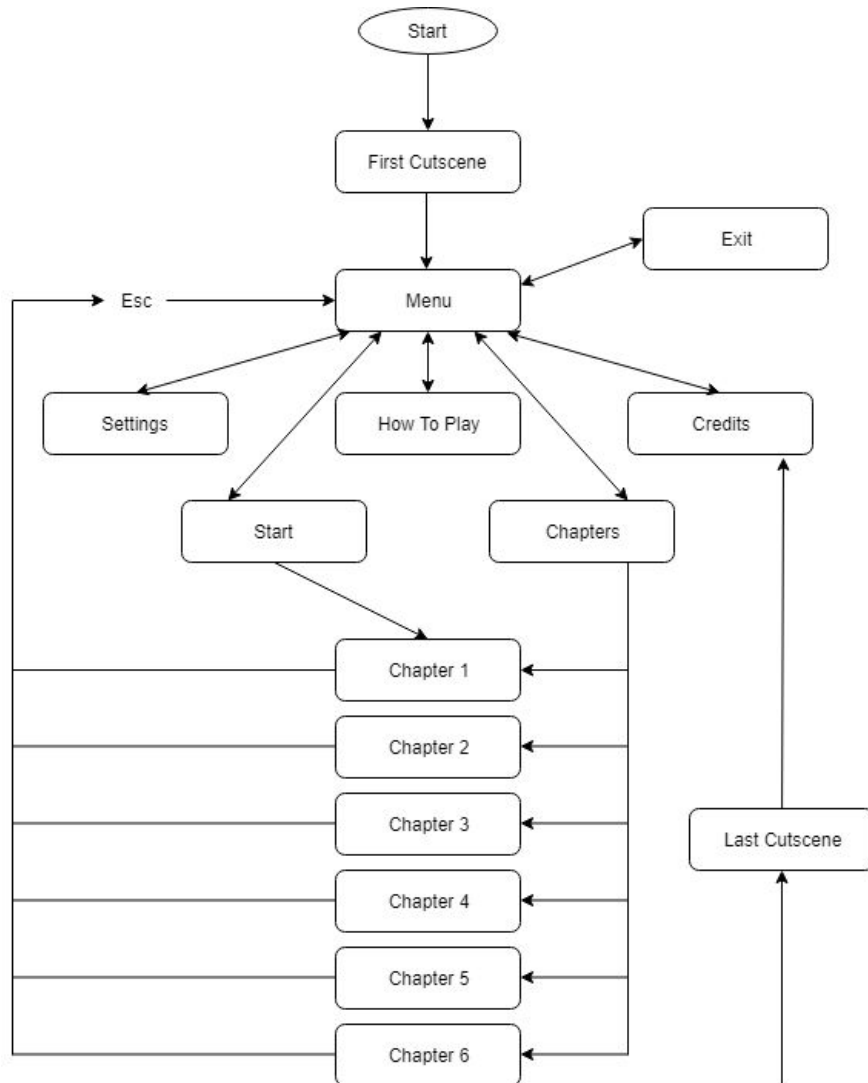 Start
First Cutscene
Exit
Esc
Menu
Settings
How To Play
Credits
Start
Chapters
Chapter 1
Chapter 2
Chapter 3
Last Cutscene
Chapter 4
Chapter 5
Chapter 6